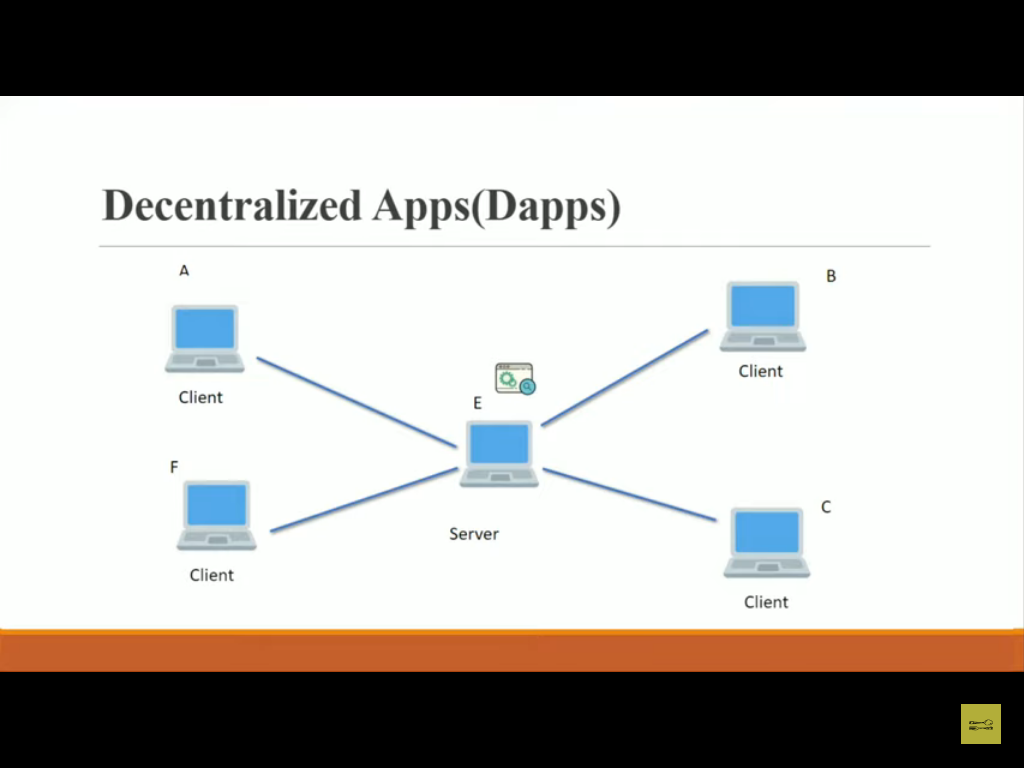 Decentralized Apps(Dapps)
A
B
Client
Client
E
F
Server
C
Client
Client